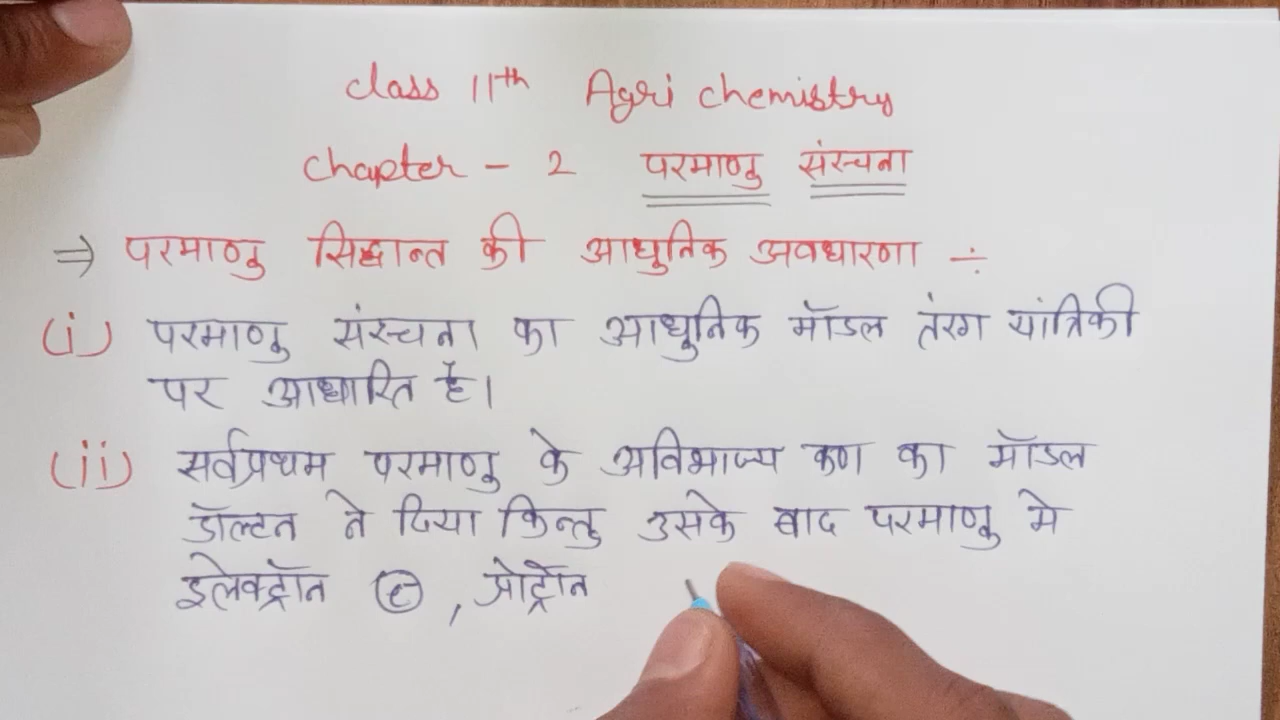 class 11th Agri chemistry
Chapter - 2 परमाणु संरचना
⇒ परमाणु सिद्धान्त की आधुनिक अवधारणा ÷
(i) परमाणु संरचना का आधुनिक मॉडल तंरग यांत्रिकी
पर आधारित है।
(ii) सर्वप्रथम परमाणु के अविभाज्य कण का मॉडल
डॉल्टन ने दिया किन्तु उसके बाद परमाणु मे
इलेक्ट्रॉन ⓔ , प्रोट्रॉन